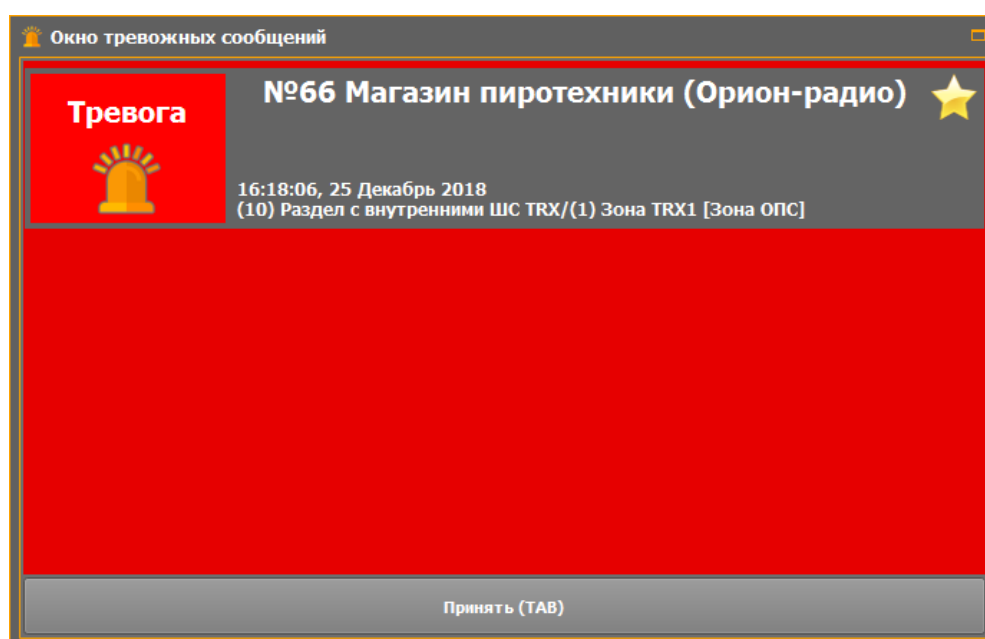 Окно тревожных сообщений
Тревога
№66 Магазин пиротехники (Орион-радио)
16:18:06, 25 Декабрь 2018
(10) Раздел с внутренними ШС TRX/(1) Зона TRX1 [Зона ОПС]
Принять (TAB)